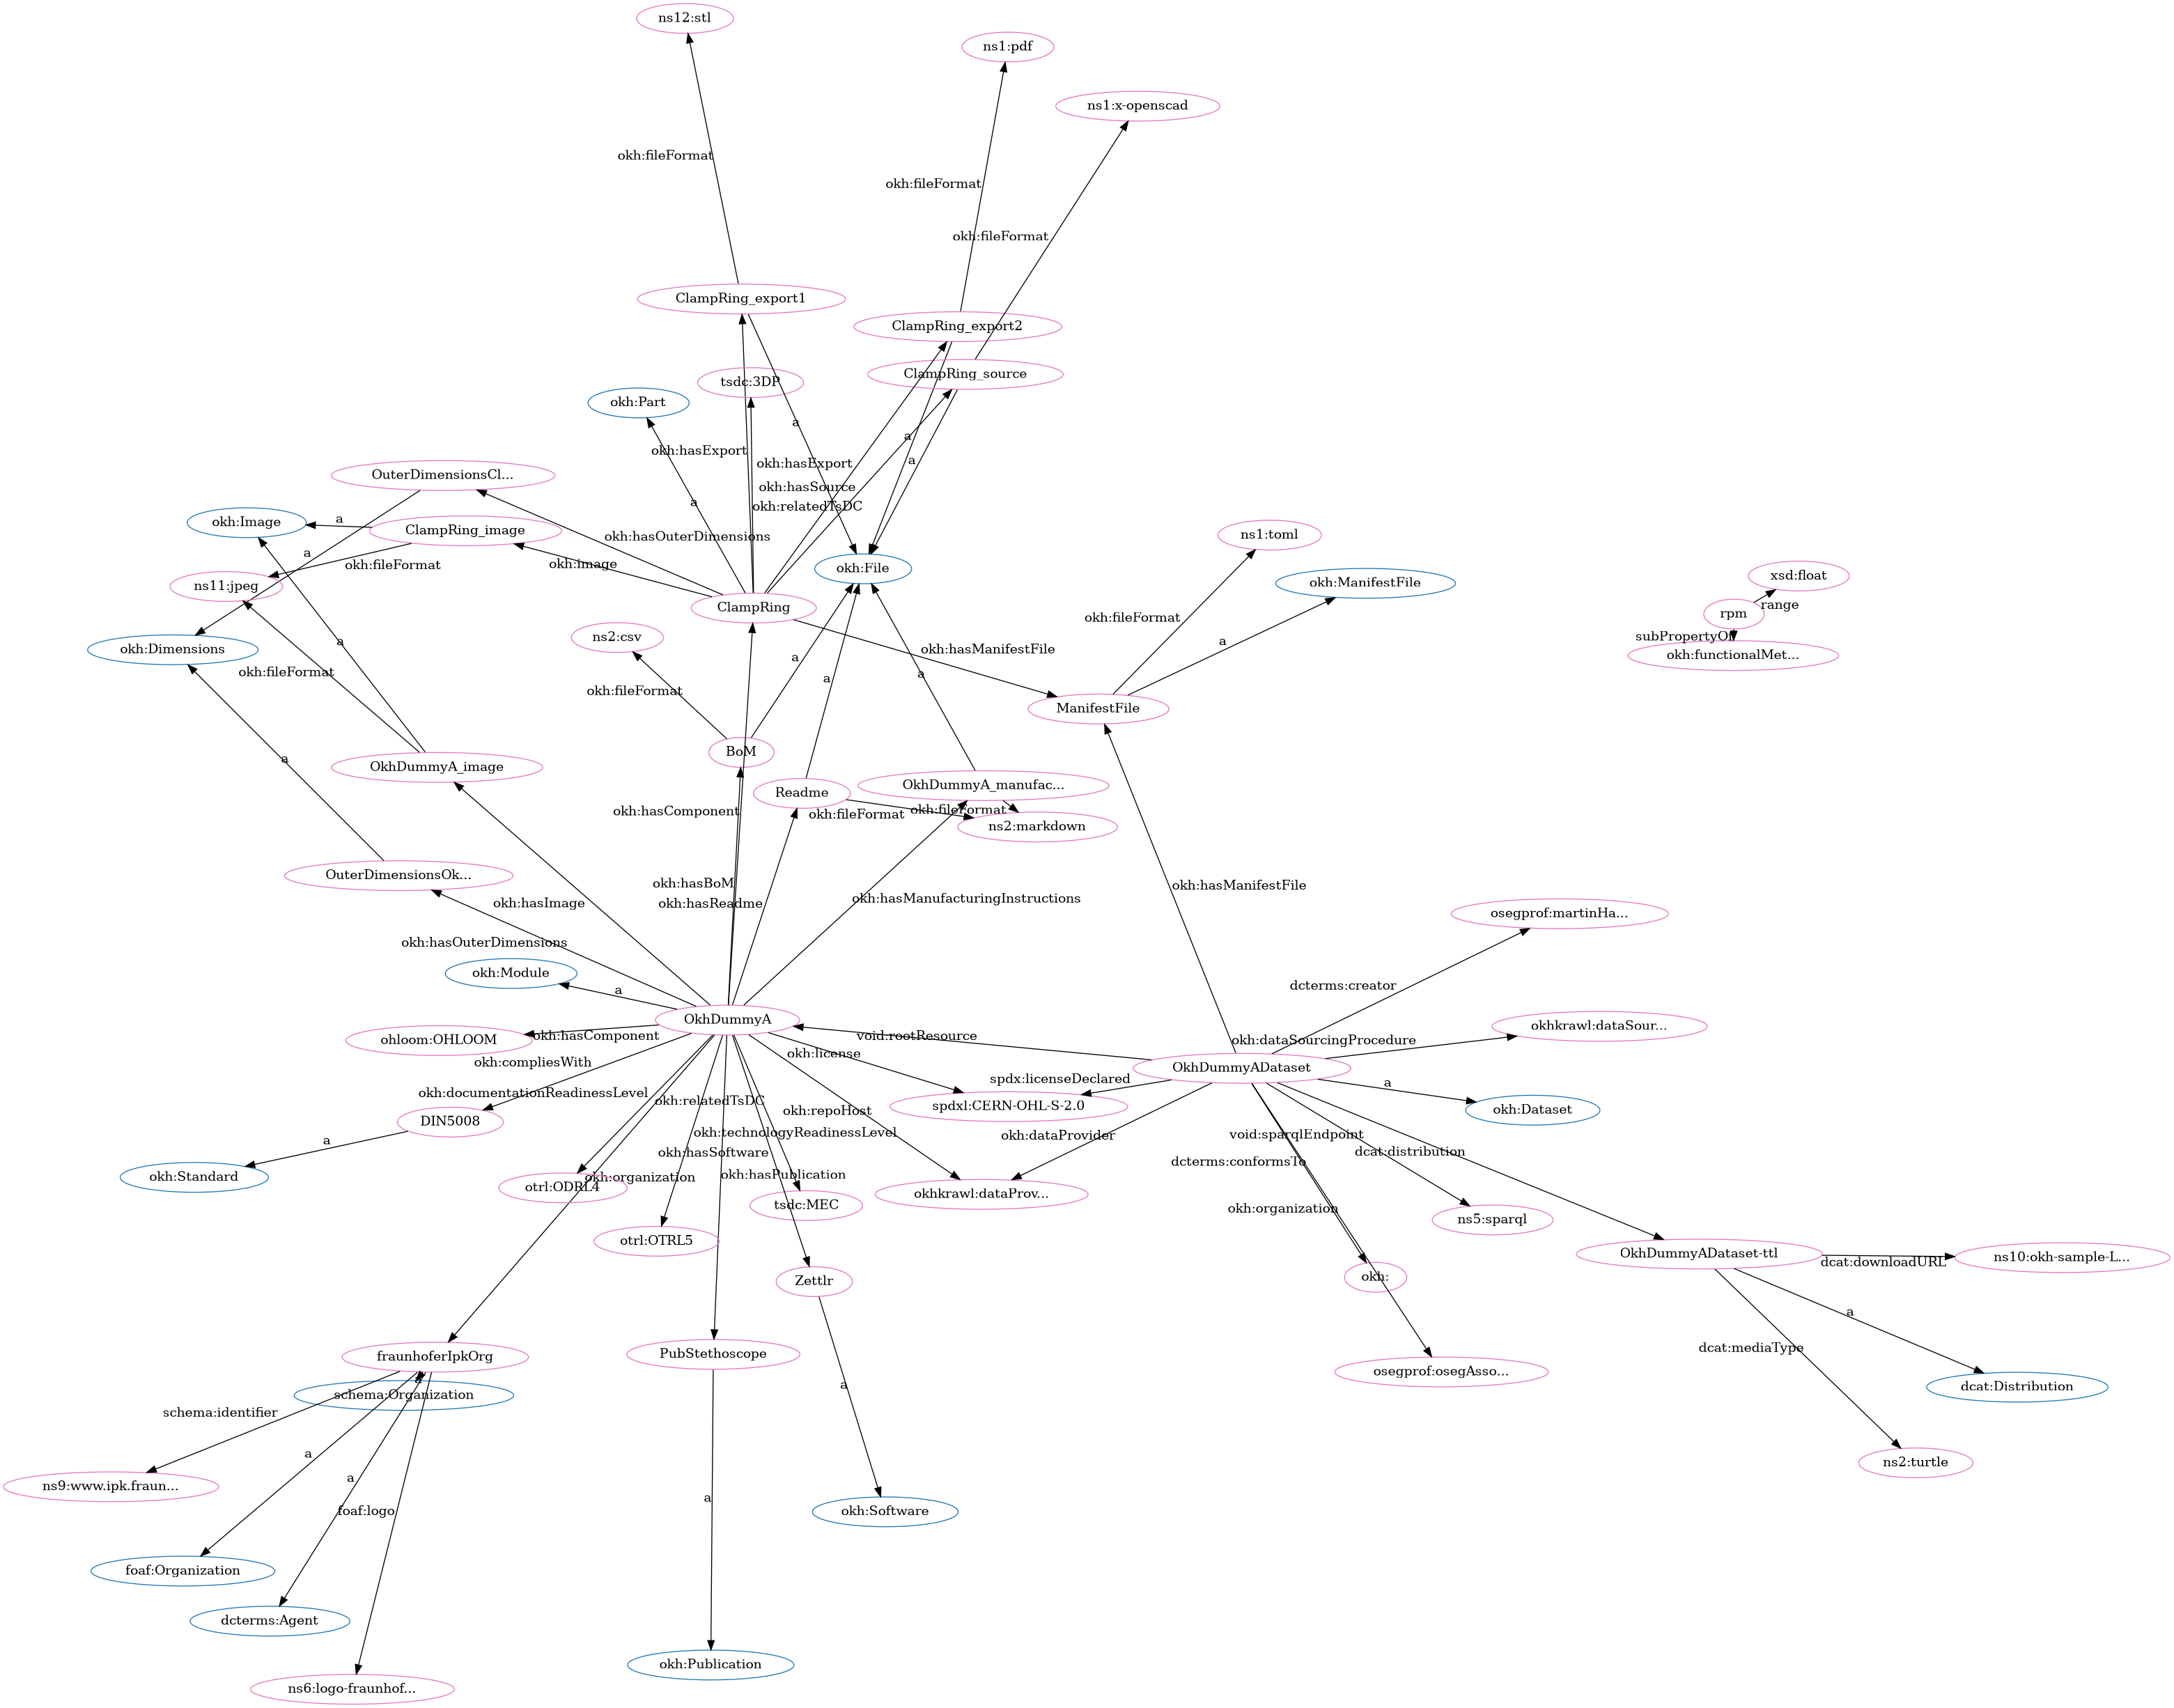 ns12:stl
ns1:pdf
ns1:x-openscad
okh:fileFormat
okh:fileFormat
okh:fileFormat
ClampRing_export1
ClampRing_export2
ClampRing_source
tsdc:3DP
okh:Part
a
a
okh:hasExport
a
okh:hasExport
OuterDimensionsCl...
okh:hasSource
a
okh:relatedTsDC
okh:Image
a
ClampRing_image
ns1:toml
okh:hasOuterDimensions
a
okh:image
okh:fileFormat
okh:File
xsd:float
okh:ManifestFile
ns11:jpeg
range
ClampRing
rpm
okh:fileFormat
ns2:csv
subPropertyOf
a
a
okh:Dimensions
okh:hasManifestFile
okh:functionalMet...
a
okh:fileFormat
a
a
okh:fileFormat
ManifestFile
BoM
a
OkhDummyA_image
OkhDummyA_manufac...
Readme
okh:hasComponent
okh:fileFormat
okh:fileFormat
ns2:markdown
OuterDimensionsOk...
okh:hasBoM
okh:hasManifestFile
okh:hasImage
okh:hasReadme
okh:hasManufacturingInstructions
osegprof:martinHa...
okh:hasOuterDimensions
okh:Module
a
dcterms:creator
OkhDummyA
okhkrawl:dataSour...
ohloom:OHLOOM
okh:hasComponent
void:rootResource
okh:dataSourcingProcedure
okh:license
okh:compliesWith
OkhDummyADataset
spdx:licenseDeclared
a
okh:documentationReadinessLevel
okh:relatedTsDC
spdxl:CERN-OHL-S-2.0
okh:Dataset
okh:repoHost
DIN5008
okh:technologyReadinessLevel
okh:dataProvider
void:sparqlEndpoint
a
okh:hasSoftware
dcat:distribution
dcterms:conformsTo
okh:Standard
okh:organization
okh:hasPublication
otrl:ODRL4
okhkrawl:dataProv...
tsdc:MEC
okh:organization
ns5:sparql
otrl:OTRL5
OkhDummyADataset-ttl
ns10:okh-sample-L...
dcat:downloadURL
Zettlr
okh:
a
dcat:mediaType
fraunhoferIpkOrg
PubStethoscope
osegprof:osegAsso...
a
a
dcat:Distribution
schema:Organization
schema:identifier
a
ns2:turtle
a
ns9:www.ipk.fraun...
a
foaf:logo
okh:Software
foaf:Organization
dcterms:Agent
okh:Publication
ns6:logo-fraunhof...